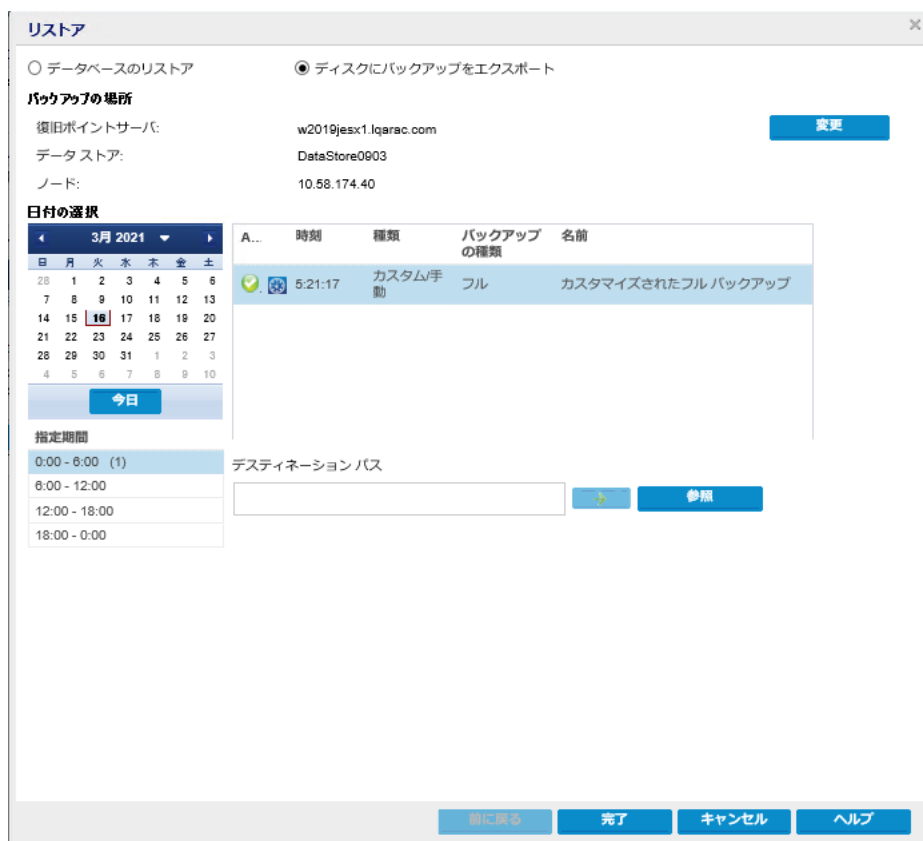 リストア
データベースのリストア ディスクにバックアップをエクスポート
バックアップの場所
復旧ポイントサーバ: w2019jesx1.lqarac.com 変更
データ ストア: DataStore0903
ノード: 10.58.174.40
日付の選択
3月 2021
日 月 火 水 木 金 土
28 1 2 3 4 5 6
7 8 9 10 11 12 13
14 15 16 17 18 19 20
21 22 23 24 25 26 27
28 29 30 31 1 2 3
4 5 6 7 8 9 10
今日
A... 時刻 種類 バックアップ 名前
の種類
5:21:17 カスタム/手 フル カスタマイズされたフル バックアップ
動
指定期間
0:00 - 6:00 (1)
6:00 - 12:00
12:00 - 18:00
18:00 - 0:00
デスティネーション パス
参照
前に戻る 完了 キャンセル ヘルプ